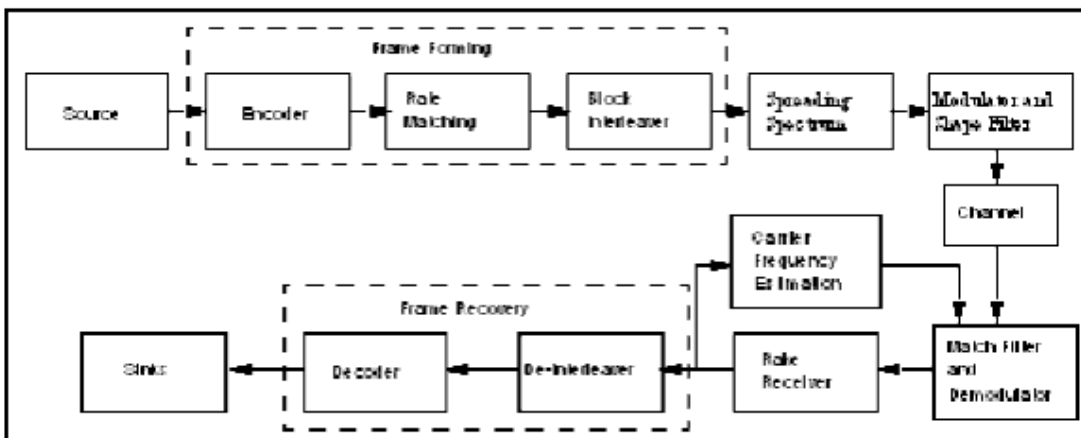 Frame Forming
Source
Encoder
Rate
Matching
Block
Interleaver
Spreading
Spectrum
Modulator and
Shape Filter
Channel
Carrier
Frequency
Estimation
Frame Recovery
Sinks
Decoder
De-Interleaver
Rake
Receiver
Match Filter
and
Demodulator